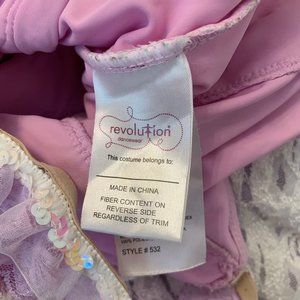 revolution
dancewear
This costume belongs to:
MADE IN CHINA
FIBER CONTENT ON
REVERSE SIDE
REGARDLESS OF TRIM
STYLE # 532